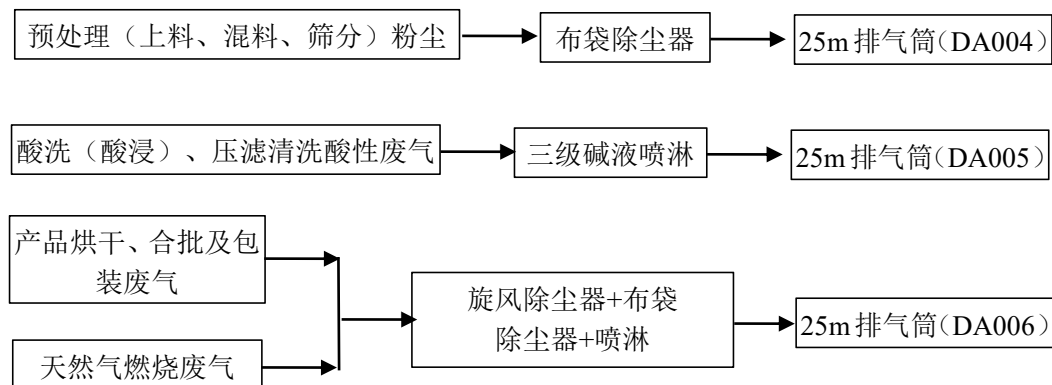 预处理（上料、混料、筛分）粉尘
布袋除尘器
25m 排气筒（DA004）
酸洗（酸浸）、压滤清洗酸性废气
三级碱液喷淋
25m 排气筒（DA005）
产品烘干、合批及包
装废气
天然气燃烧废气
旋风除尘器+布袋
除尘器+喷淋
25m 排气筒（DA006）